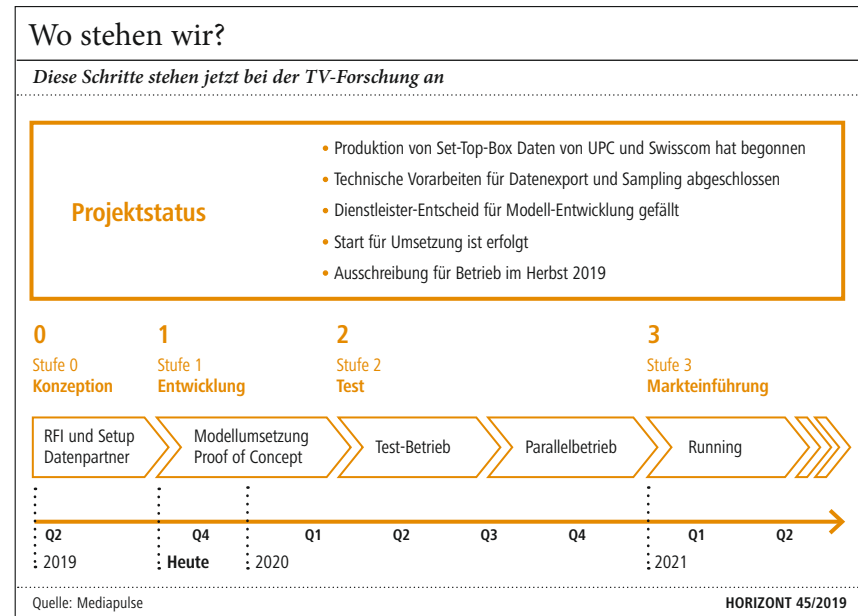 Wo stehen wir?
Diese Schritte stehen jetzt bei der TV-Forschung an
Projektstatus
• Produktion von Set-Top-Box Daten von UPC und Swisscom hat begonnen
• Technische Vorarbeiten für Datenexport und Sampling abgeschlossen
• Dienstleister-Entscheid für Modell-Entwicklung gefällt
• Start für Umsetzung ist erfolgt
• Ausschreibung für Betrieb im Herbst 2019
0
Stufe 0
Konzeption
1
Stufe 1
Entwicklung
2
Stufe 2
Test
3
Stufe 3
Markteinführung
RFI und Setup
Datenpartner
Modellumsetzung
Proof of Concept
Test-Betrieb
Parallelbetrieb
Running
Q2 Q4 Q1 Q2 Q3 Q4 Q1 Q2
2019 Heute 2020 2021
Quelle: Mediapulse HORIZONT 45/2019